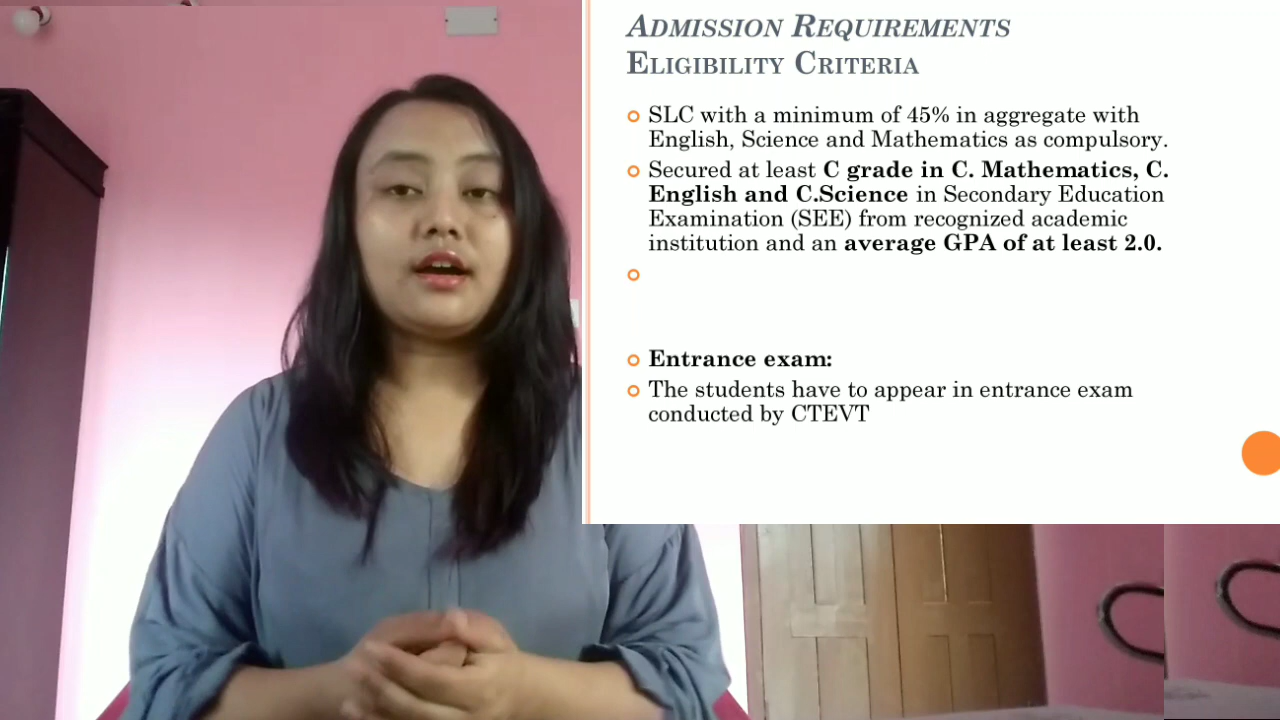 ADMISSION REQUIREMENTS
ELIGIBILITY CRITERIA
SLC with a minimum of 45% in aggregate with
English, Science and Mathematics as compulsory.
Secured at least C grade in C. Mathematics, C.
English and C.Science in Secondary Education
Examination (SEE) from recognized academic
institution and an average GPA of at least 2.0.
Entrance exam:
The students have to appear in entrance exam
conducted by CTEVT